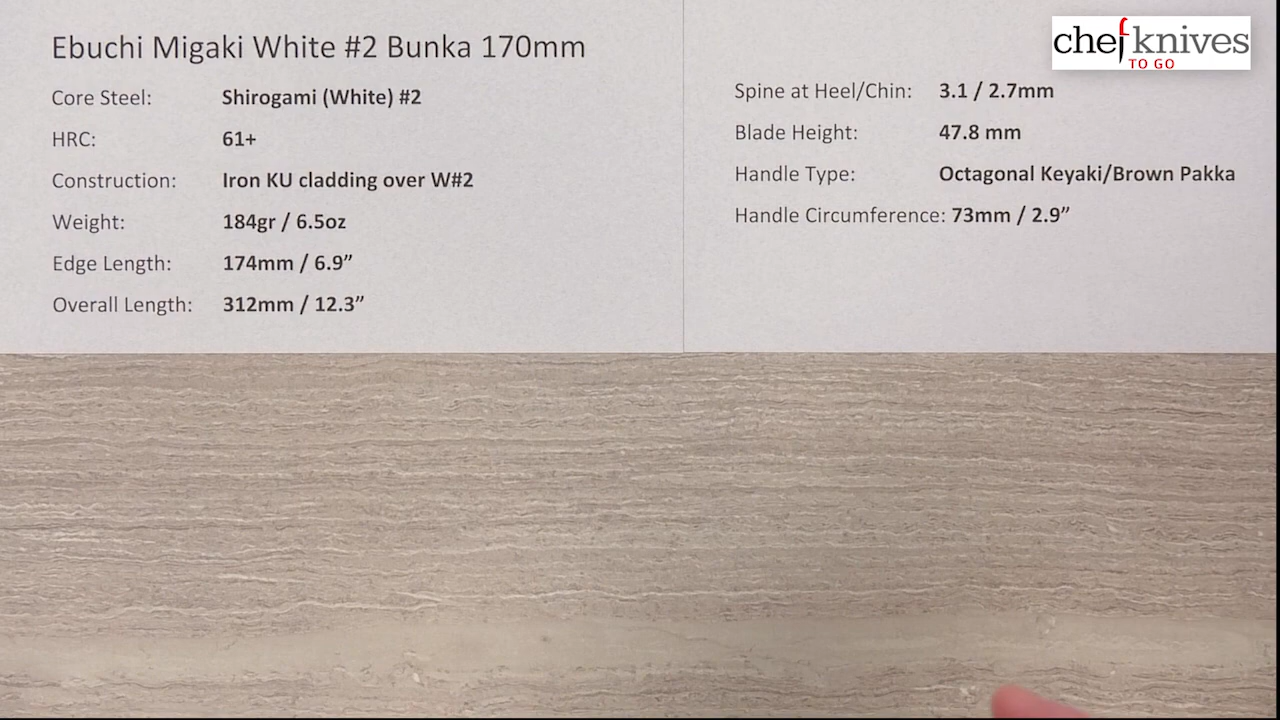 Ebuchi Migaki White #2 Bunka 170mm
Core Steel: Shirogami (White) #2
HRC: 61+
Construction: Iron KU cladding over W#2
Weight: 184gr / 6.5oz
Edge Length: 174mm / 6.9”
Overall Length: 312mm / 12.3”
chefknives
TO GO
Spine at Heel/Chin: 3.1 / 2.7mm
Blade Height: 47.8 mm
Handle Type: Octagonal Keyaki/Brown Pakka
Handle Circumference: 73mm / 2.9”